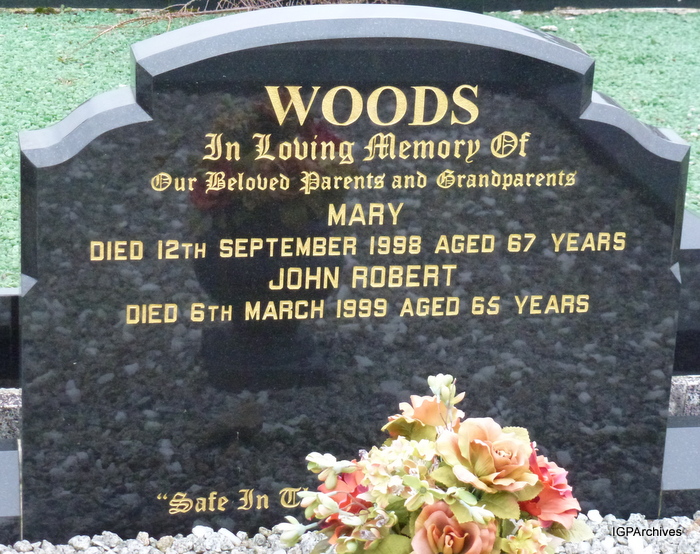 WOODS
In Loving Memory Of
Our Beloved Parents and Grandparents
MARY
DIED 12TH SEPTEMBER 1998 AGED 67 YEARS
JOHN ROBERT
DIED 6TH MARCH 1999 AGED 65 YEARS
"Safe In
IGPArchives